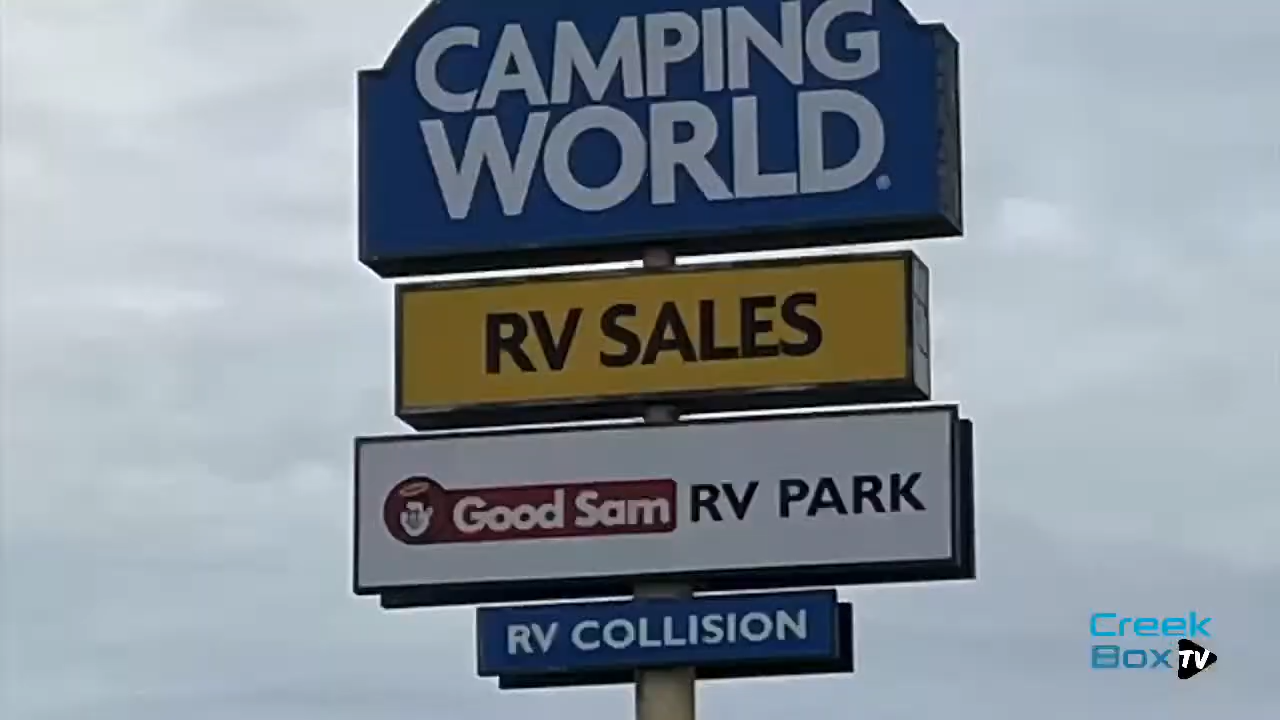 CAMPING
WORLD
RV SALES
Good Sam RV PARK
RV COLLISION
Creek
Box TV